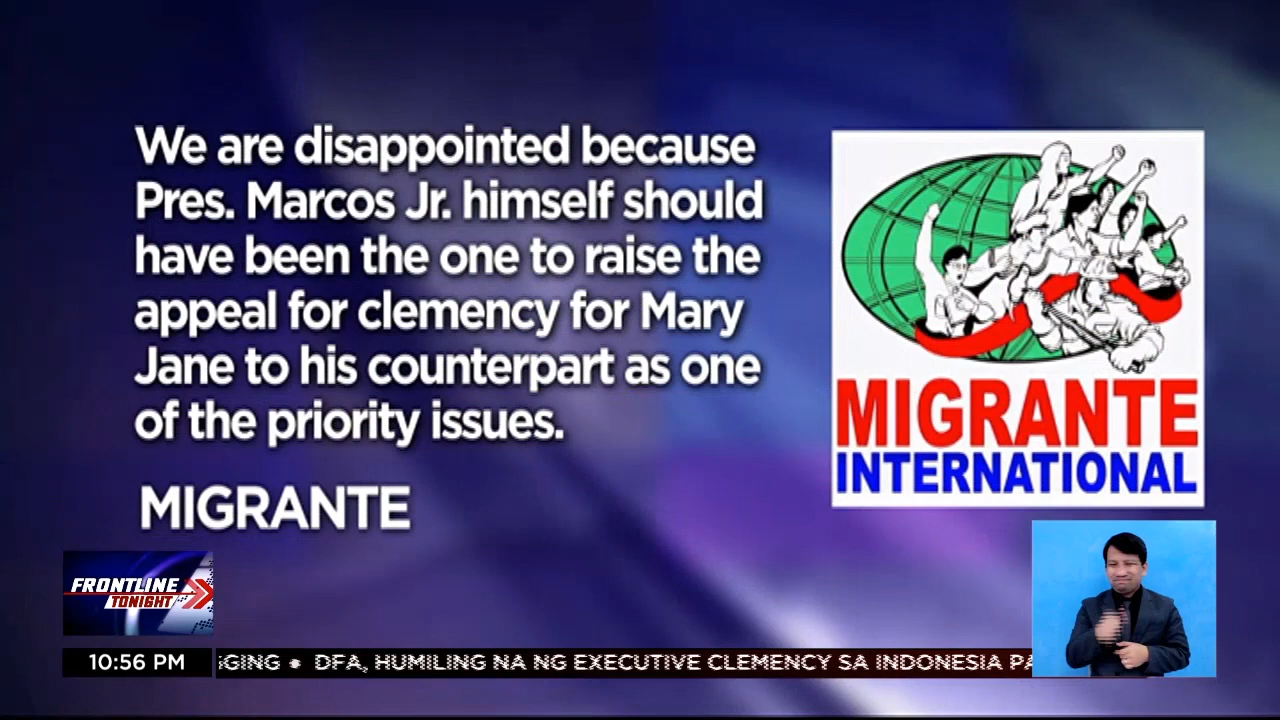 We are disappointed because
Pres. Marcos Jr. himself should
have been the one to raise the
appeal for clemency for Mary
Jane to his counterpart as one
of the priority issues.
MIGRANTE
MIGRANTE
INTERNATIONAL
FRONTLINE
TONIGHT
10:56 PM
GING • DFA, HUMILING NA NG EXECUTIVE CLEMENCY SA INDONESIA